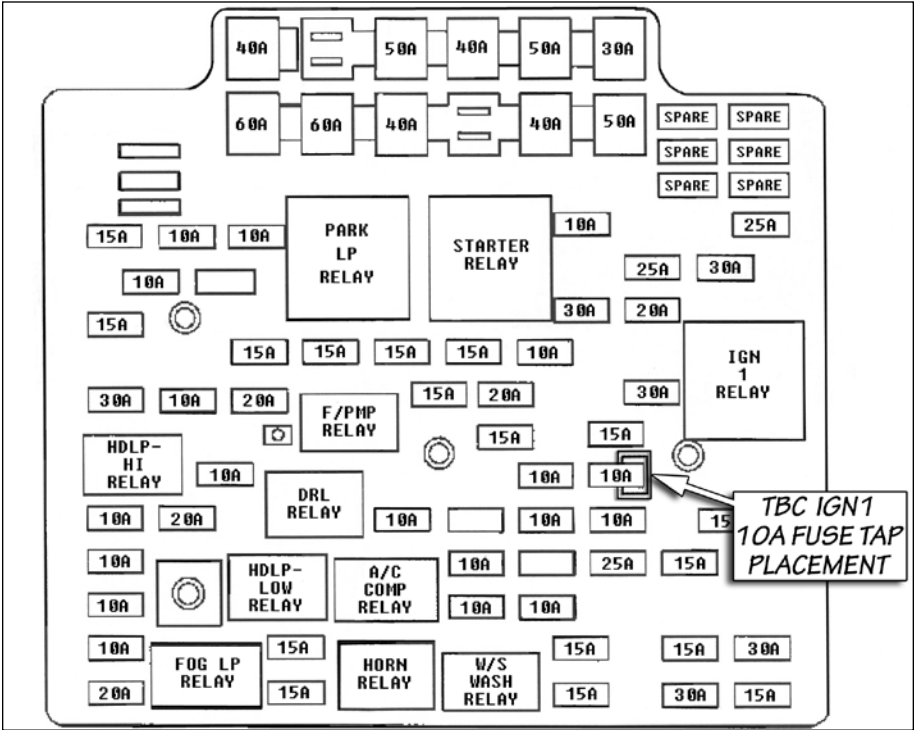 40A 50A 40A 50A 30A
60A 60A 40A 40A 50A
SPARE SPARE
SPARE SPARE
SPARE SPARE
15A 10A 10A
PARK
LP
RELAY
STARTER
RELAY
10A
25A
10A
25A 30A
15A
30A 20A
15A 15A 15A 15A 10A
IGN
1
RELAY
30A 10A 20A
F/PMP
RELAY
15A 20A
30A
15A
15A
HDLP-
HI
RELAY
10A
DRL
RELAY
10A 10A
TBC IGN1
10A FUSE TAP
PLACEMENT
10A 20A
10A
10A 10A
15
10A
HDLP-
LOW
RELAY
A/C
COMP
RELAY
10A
25A 15A
10A
10A 10A
10A
FOG LP
RELAY
15A
HORN
RELAY
W/S
WASH
RELAY
15A
15A 30A
20A
15A
15A
30A 15A